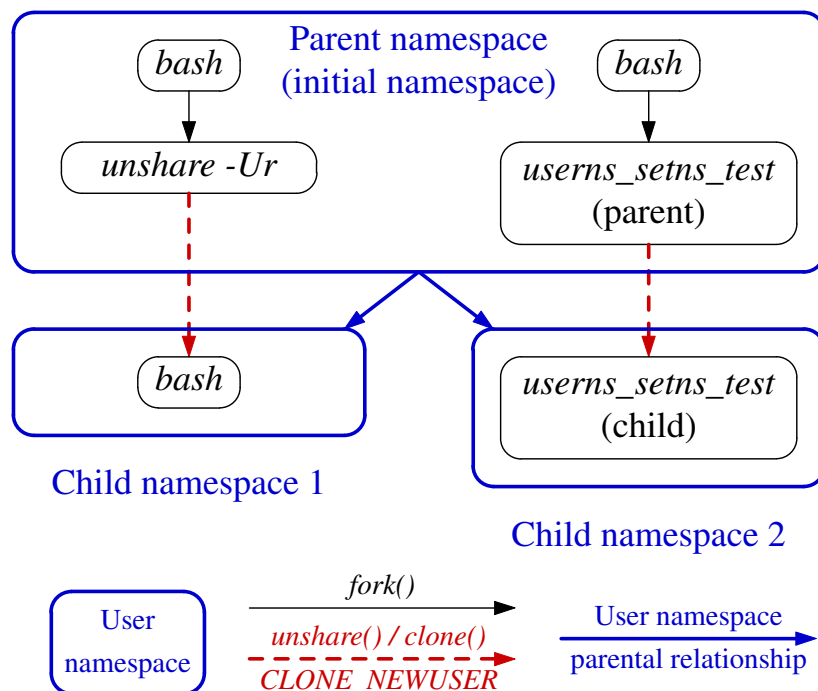 Parent namespace
(initial namespace)
bash
bash
unshare -Ur
userns_setns_test
(parent)
bash
userns_setns_test
(child)
Child namespace 1
Child namespace 2
User
namespace
fork()
unshare() / clone()
CLONE_NEWUSER
User namespace
parental relationship